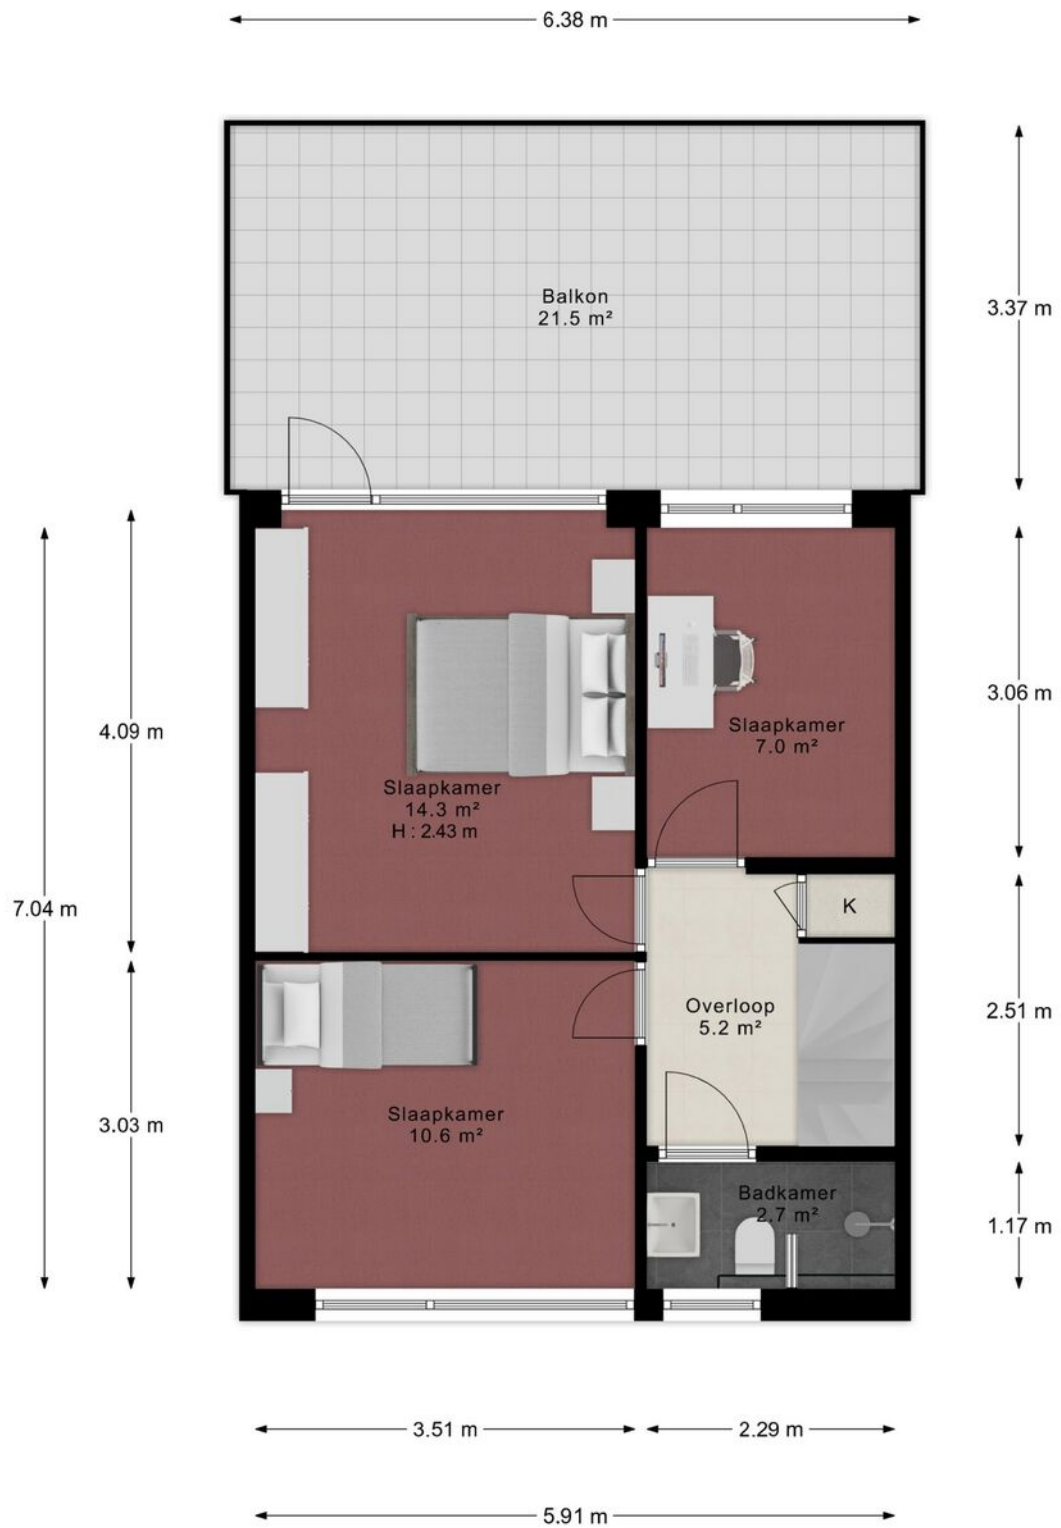 6.38 m
Balkon
21.5 m²
3.37 m
4.09 m
3.06 m
Slaapkamer
7.0 m²
Slaapkamer
14.3 m²
H : 2.43 m
7.04 m
K
Overloop
5.2 m²
2.51 m
Slaapkamer
10.6 m²
3.03 m
Badkamer
2.7 m²
1.17 m
3.51 m
2.29 m
5.91 m